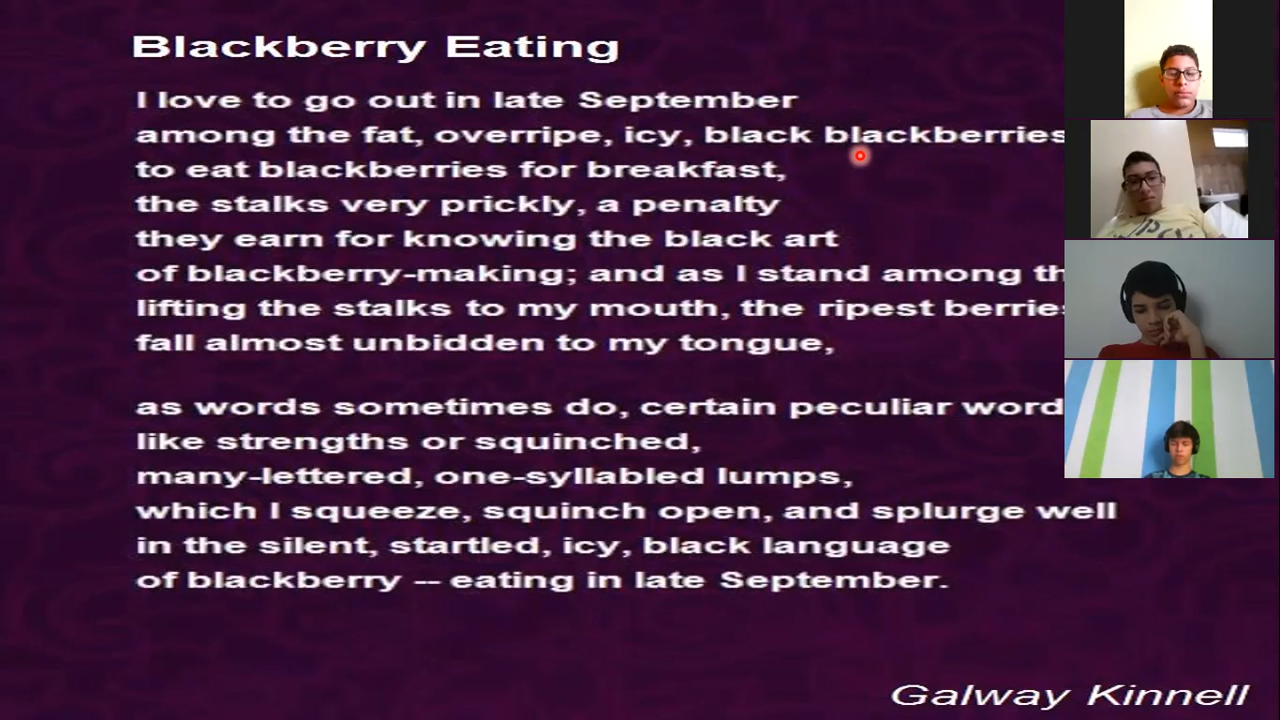 Blackberry Eating
I love to go out in late September
among the fat, overripe, icy, black blackberries
to eat blackberries for breakfast,
the stalks very prickly, a penalty
they earn for knowing the black art
of blackberry-making; and as I stand among
lifting the stalks to my mouth, the ripest berries
fall almost unbidden to my tongue,
as words sometimes do, certain peculiar
like strengths or squinched,
many-lettered, one-syllabled lumps,
which I squeeze, squinch open, and splurge well
in the silent, startled, icy, black language
of blackberry -- eating in late September.
Galway Kinnell